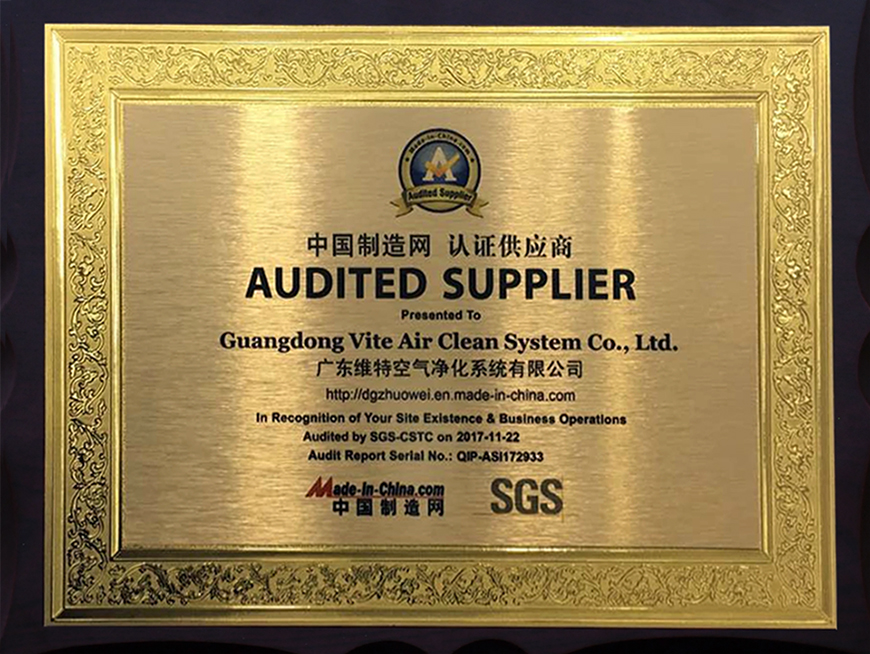 Made-in-China.com
Audited Supplier
中国制造网 认证供应商
AUDITED SUPPLIER
Presented To
Guangdong Vite Air Clean System Co., Ltd.
广东维特空气净化系统有限公司
http://dgzhuowei.en.made-in-china.com
In Recognition of Your Site Existence & Business Operations
Audited by SGS-CSTC on 2017-11-22
Audit Report Serial No.: QIP-ASI172933
Made-in-China.com
中国制造网
SGS